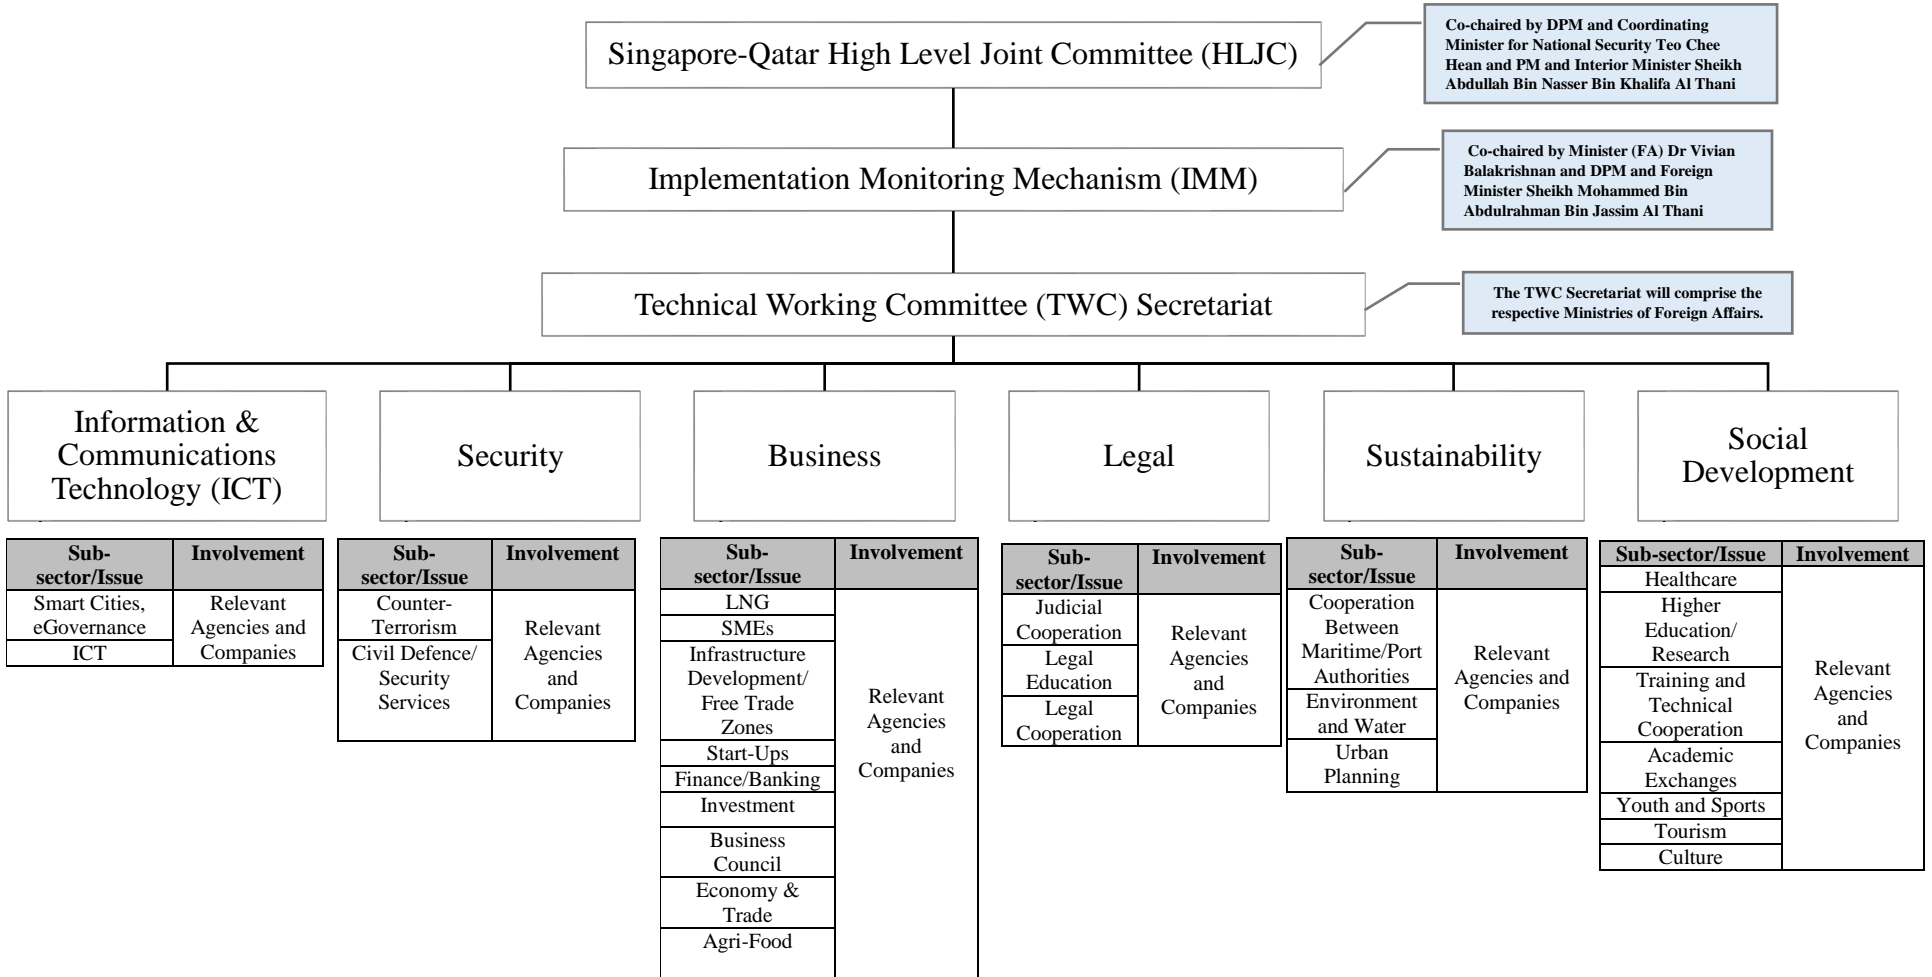 Singapore-Qatar High Level Joint Committee (HLJC)
Co-chaired by DPM and Coordinating
Minister for National Security Teo Chee
Hean and PM and Interior Minister Sheikh
Abdullah Bin Nasser Bin Khalifa Al Thani
Implementation Monitoring Mechanism (IMM)
Co-chaired by Minister (FA) Dr Vivian
Balakrishnan and DPM and Foreign
Minister Sheikh Mohammed Bin
Abdulrahman Bin Jassim Al Thani
Technical Working Committee (TWC) Secretariat
The TWC Secretariat will comprise the
respective Ministries of Foreign Affairs.
Information &
Communications
Technology (ICT)
Security
Business
Legal
Sustainability
Social
Development
Sub-
sector/Issue
Involvement
Smart Cities,
eGovernance
ICT
Relevant
Agencies and
Companies
Sub-
sector/Issue
Involvement
Counter-
Terrorism
Civil Defence/
Security
Services
Relevant
Agencies
and
Companies
Sub-
sector/Issue
Involvement
LNG
SMEs
Infrastructure
Development/
Free Trade
Zones
Start-Ups
Finance/Banking
Investment
Business
Council
Economy &
Trade
Agri-Food
Relevant
Agencies
and
Companies
Sub-
sector/Issue
Involvement
Judicial
Cooperation
Legal
Education
Legal
Cooperation
Relevant
Agencies
and
Companies
Sub-
sector/Issue
Involvement
Cooperation
Between
Maritime/Port
Authorities
Environment
and Water
Urban
Planning
Relevant
Agencies and
Companies
Sub-sector/Issue
Involvement
Healthcare
Higher
Education/
Research
Training and
Technical
Cooperation
Academic
Exchanges
Youth and Sports
Tourism
Culture
Relevant
Agencies
and
Companies